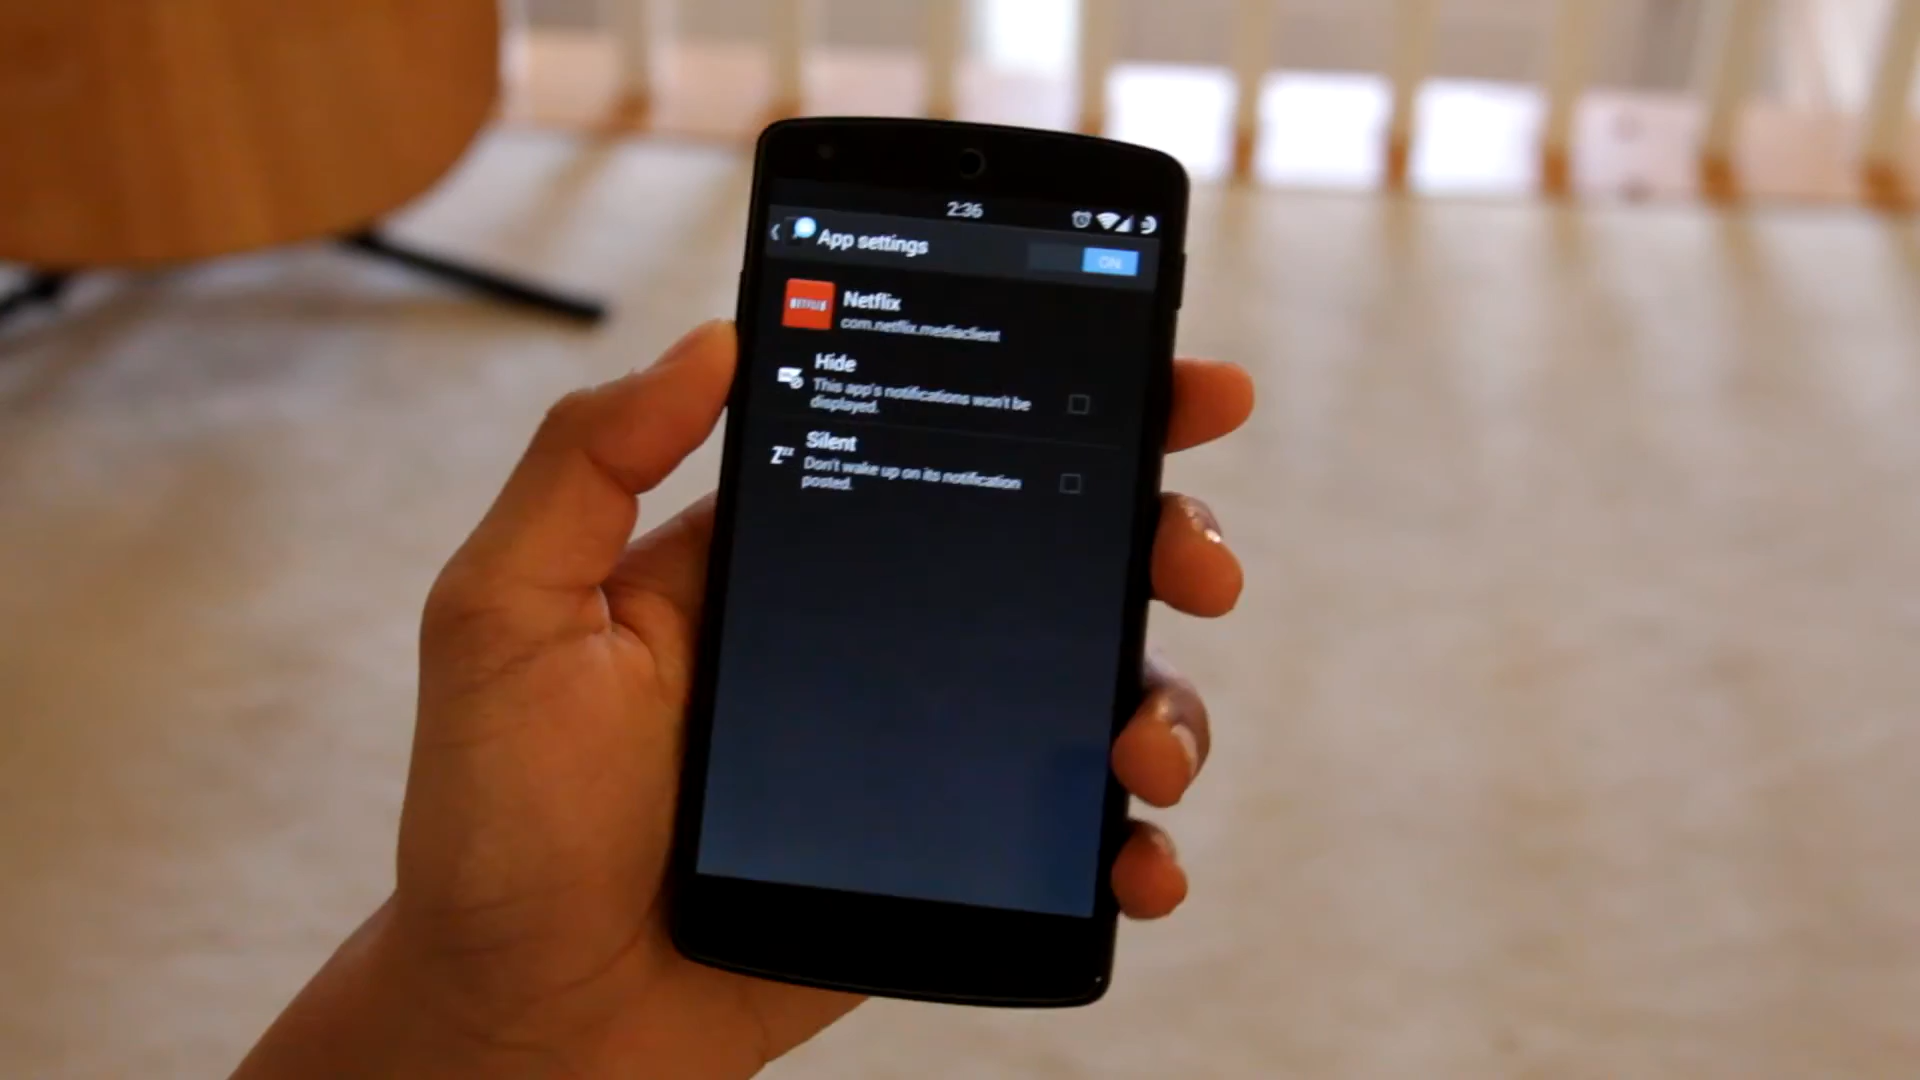 2:36
App settings
ON
NETFLIX
Netflix
com.netflix.mediaclient
Hide
This app's notifications won't be
displayed.
Silent
Zzz
Don't wake up on its notification
posted.